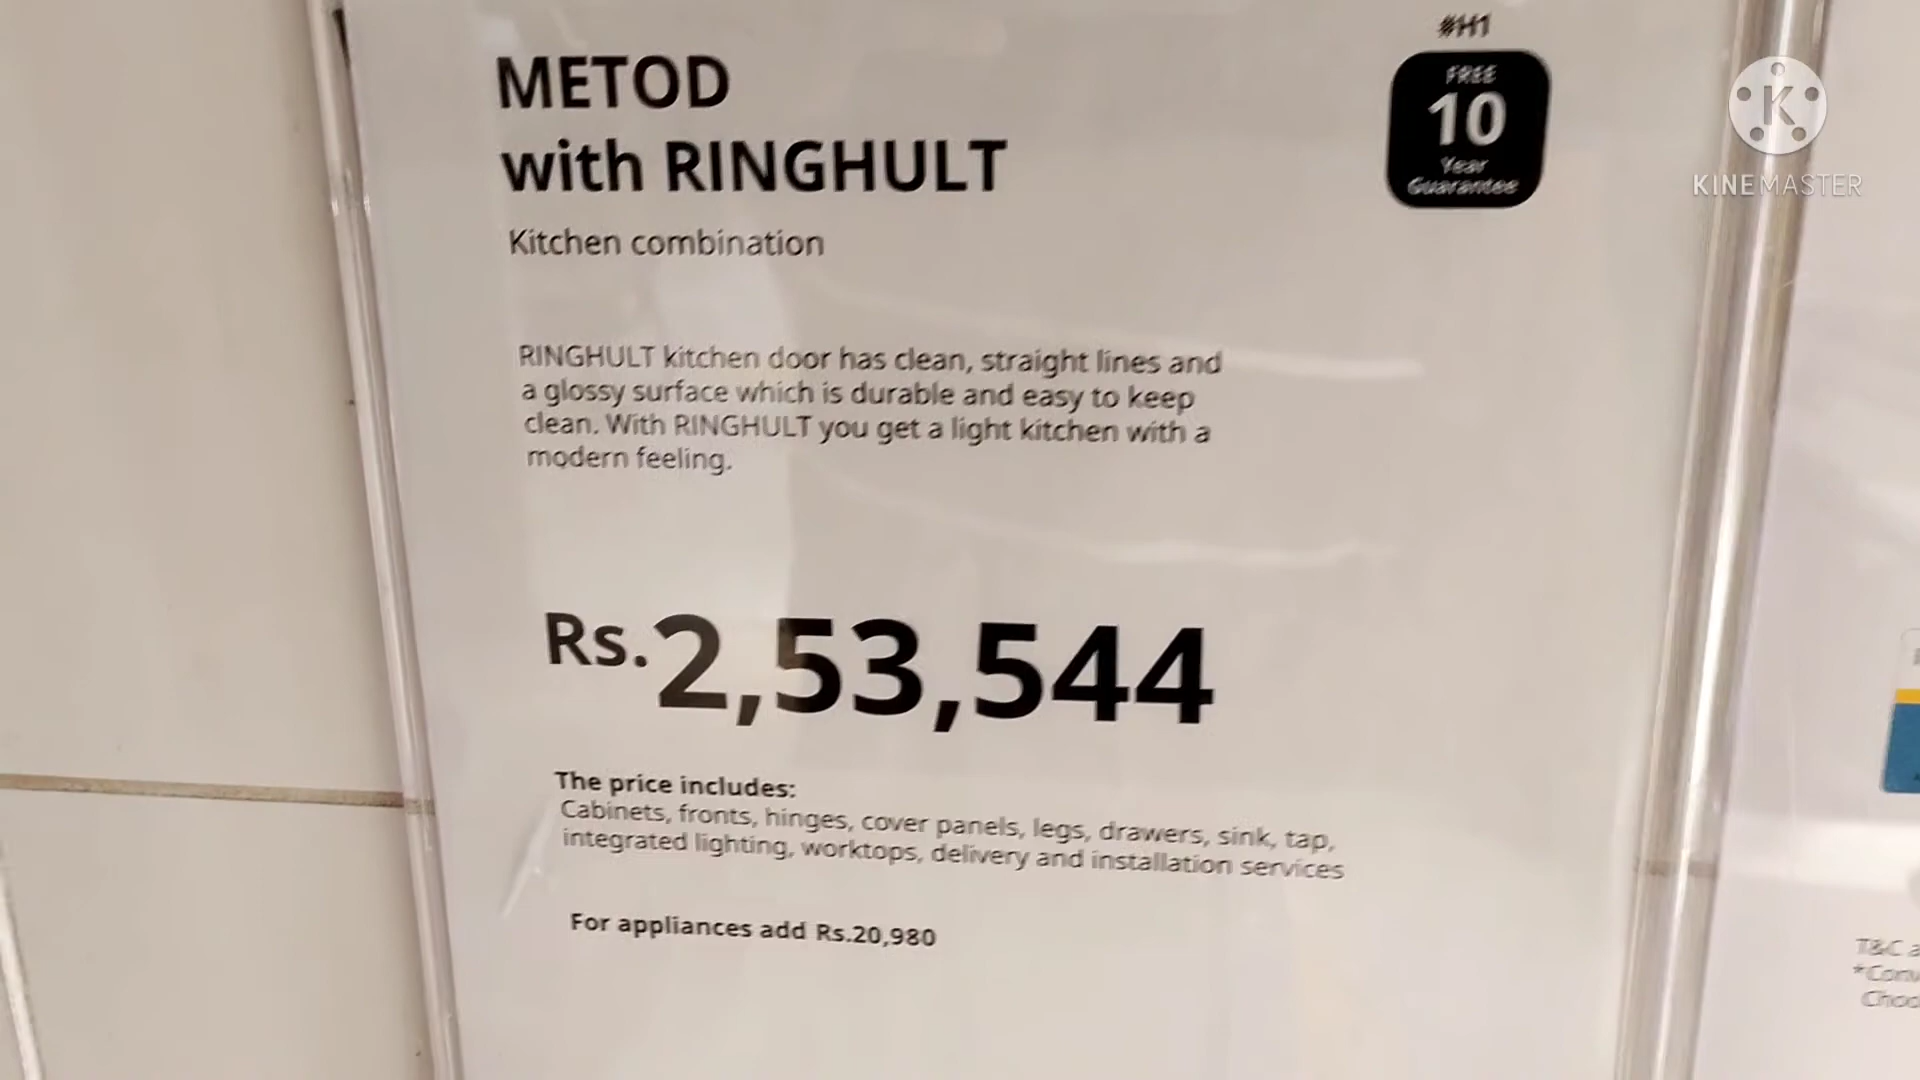 #H1
METOD
with RINGHULT
Kitchen combination
FREE
10
Year
Guarantee
K
KINEMASTER
RINGHULT kitchen door has clean, straight lines and
a glossy surface which is durable and easy to keep
clean. With RINGHULT you get a light kitchen with a
modern feeling.
Rs.2,53,544
The price includes:
Cabinets, fronts, hinges, cover panels, legs, drawers, sink, tap,
integrated lighting, worktops, delivery and installation services
For appliances add Rs.20,980
T&C